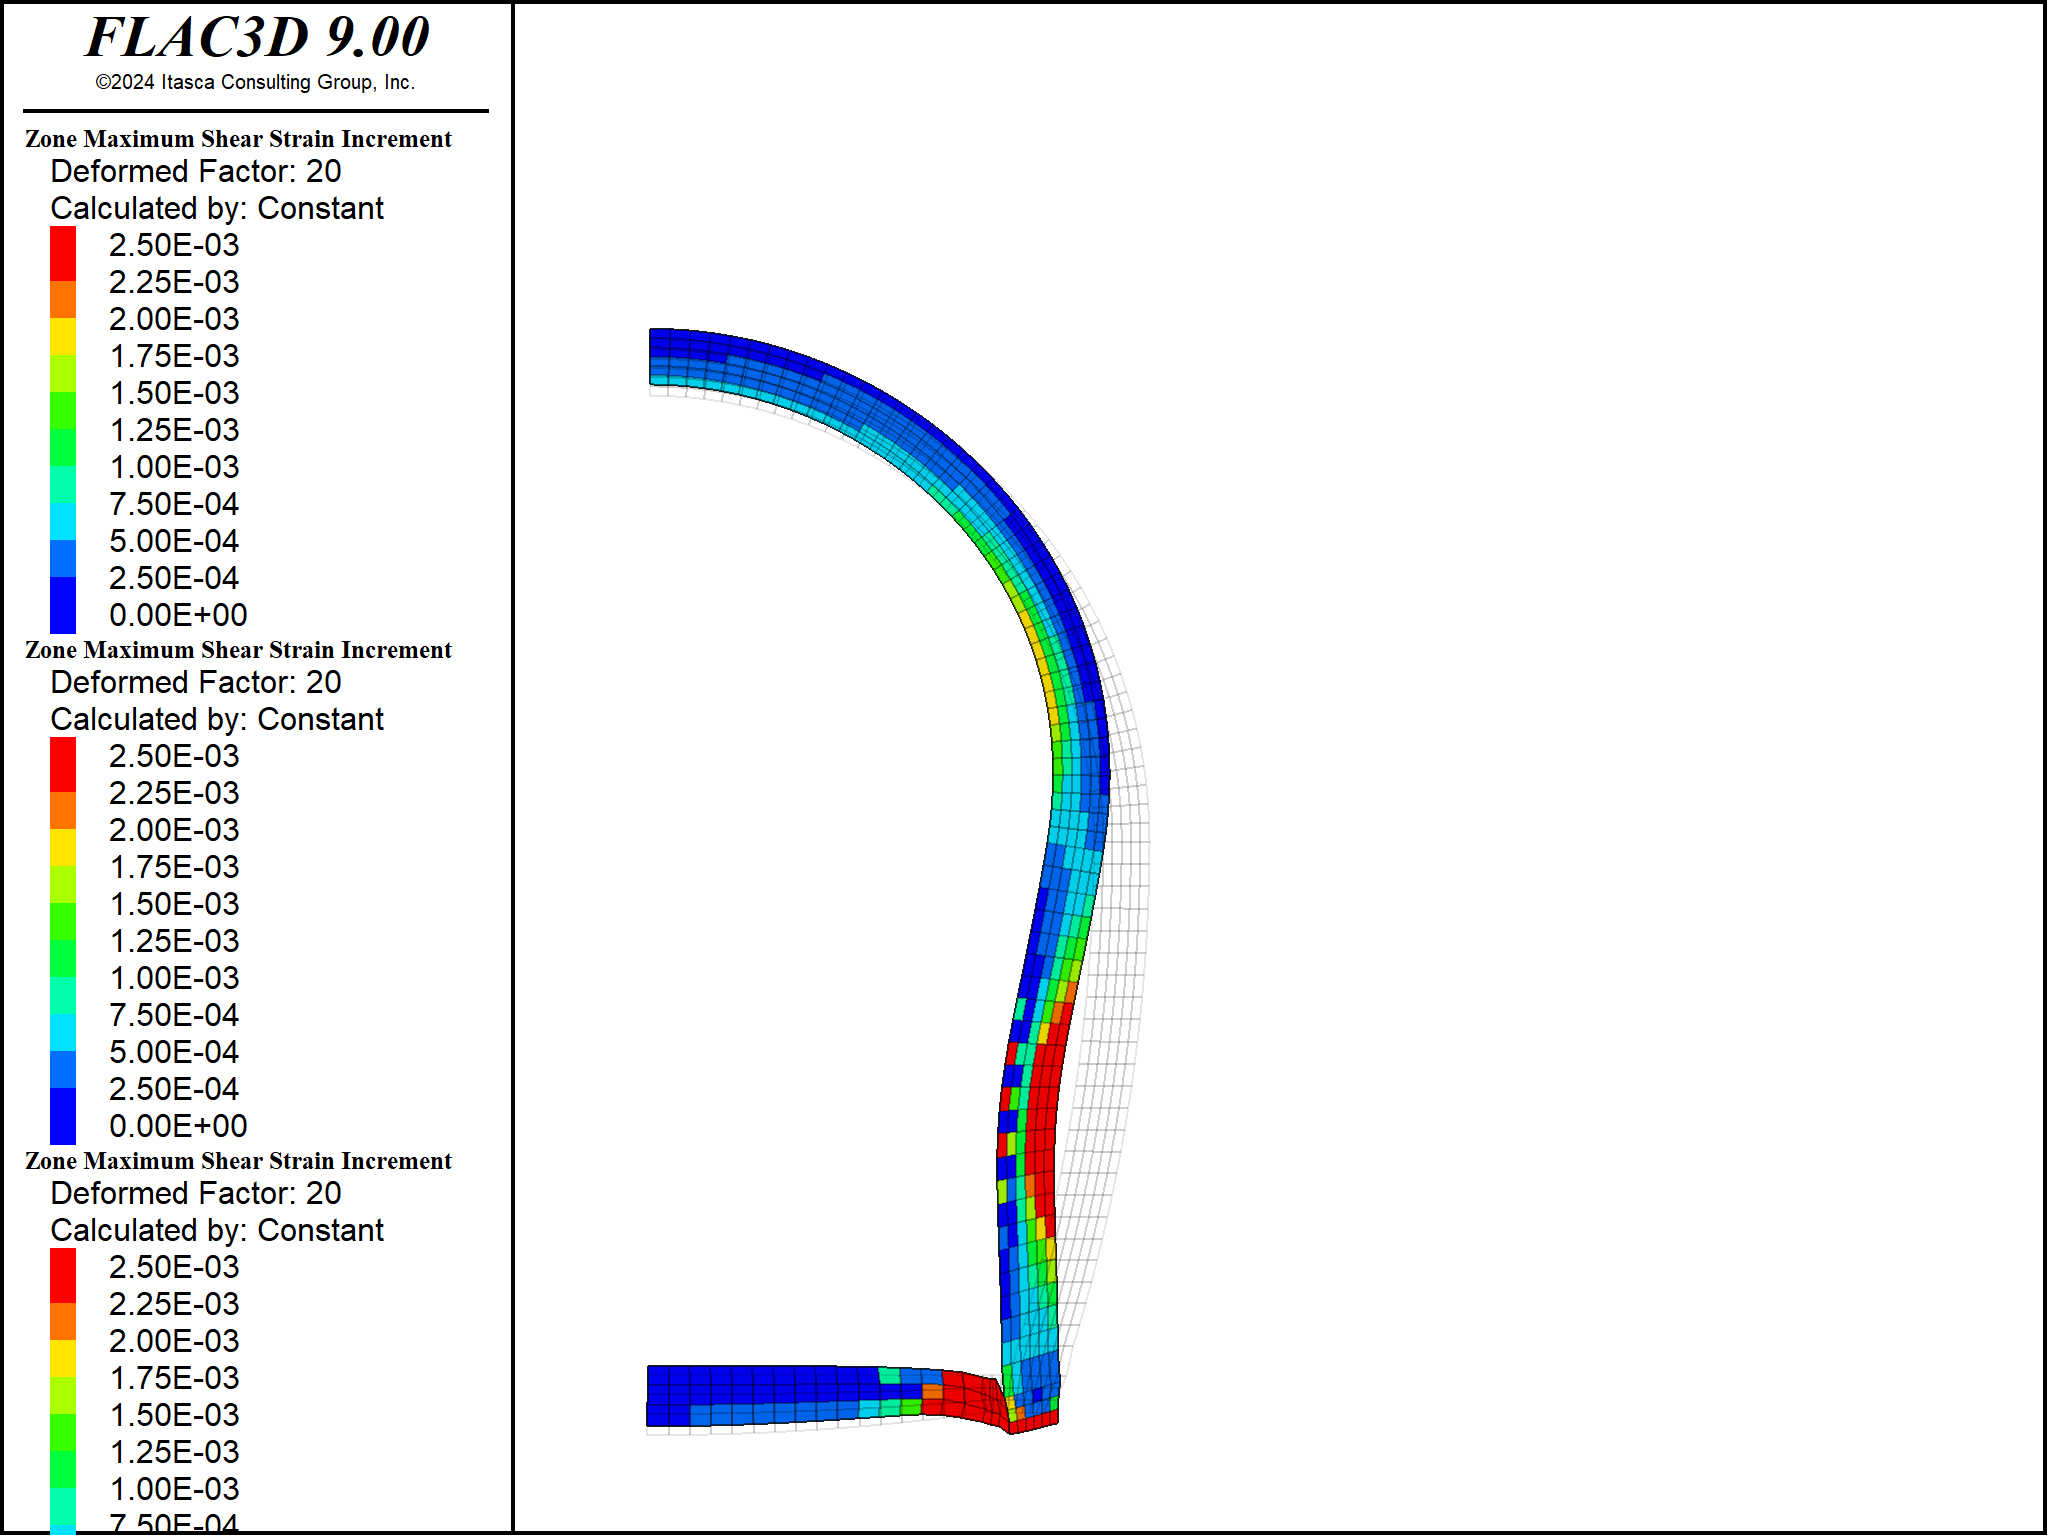 FLAC3D 9.00
©2024 Itasca Consulting Group, Inc.
Zone Maximum Shear Strain Increment
Deformed Factor: 20
Calculated by: Constant
2.50E-03
2.25E-03
2.00E-03
1.75E-03
1.50E-03
1.25E-03
1.00E-03
7.50E-04
5.00E-04
2.50E-04
0.00E+00
Zone Maximum Shear Strain Increment
Deformed Factor: 20
Calculated by: Constant
2.50E-03
2.25E-03
2.00E-03
1.75E-03
1.50E-03
1.25E-03
1.00E-03
7.50E-04
5.00E-04
2.50E-04
0.00E+00
Zone Maximum Shear Strain Increment
Deformed Factor: 20
Calculated by: Constant
2.50E-03
2.25E-03
2.00E-03
1.75E-03
1.50E-03
1.25E-03
1.00E-03
7.50E-04